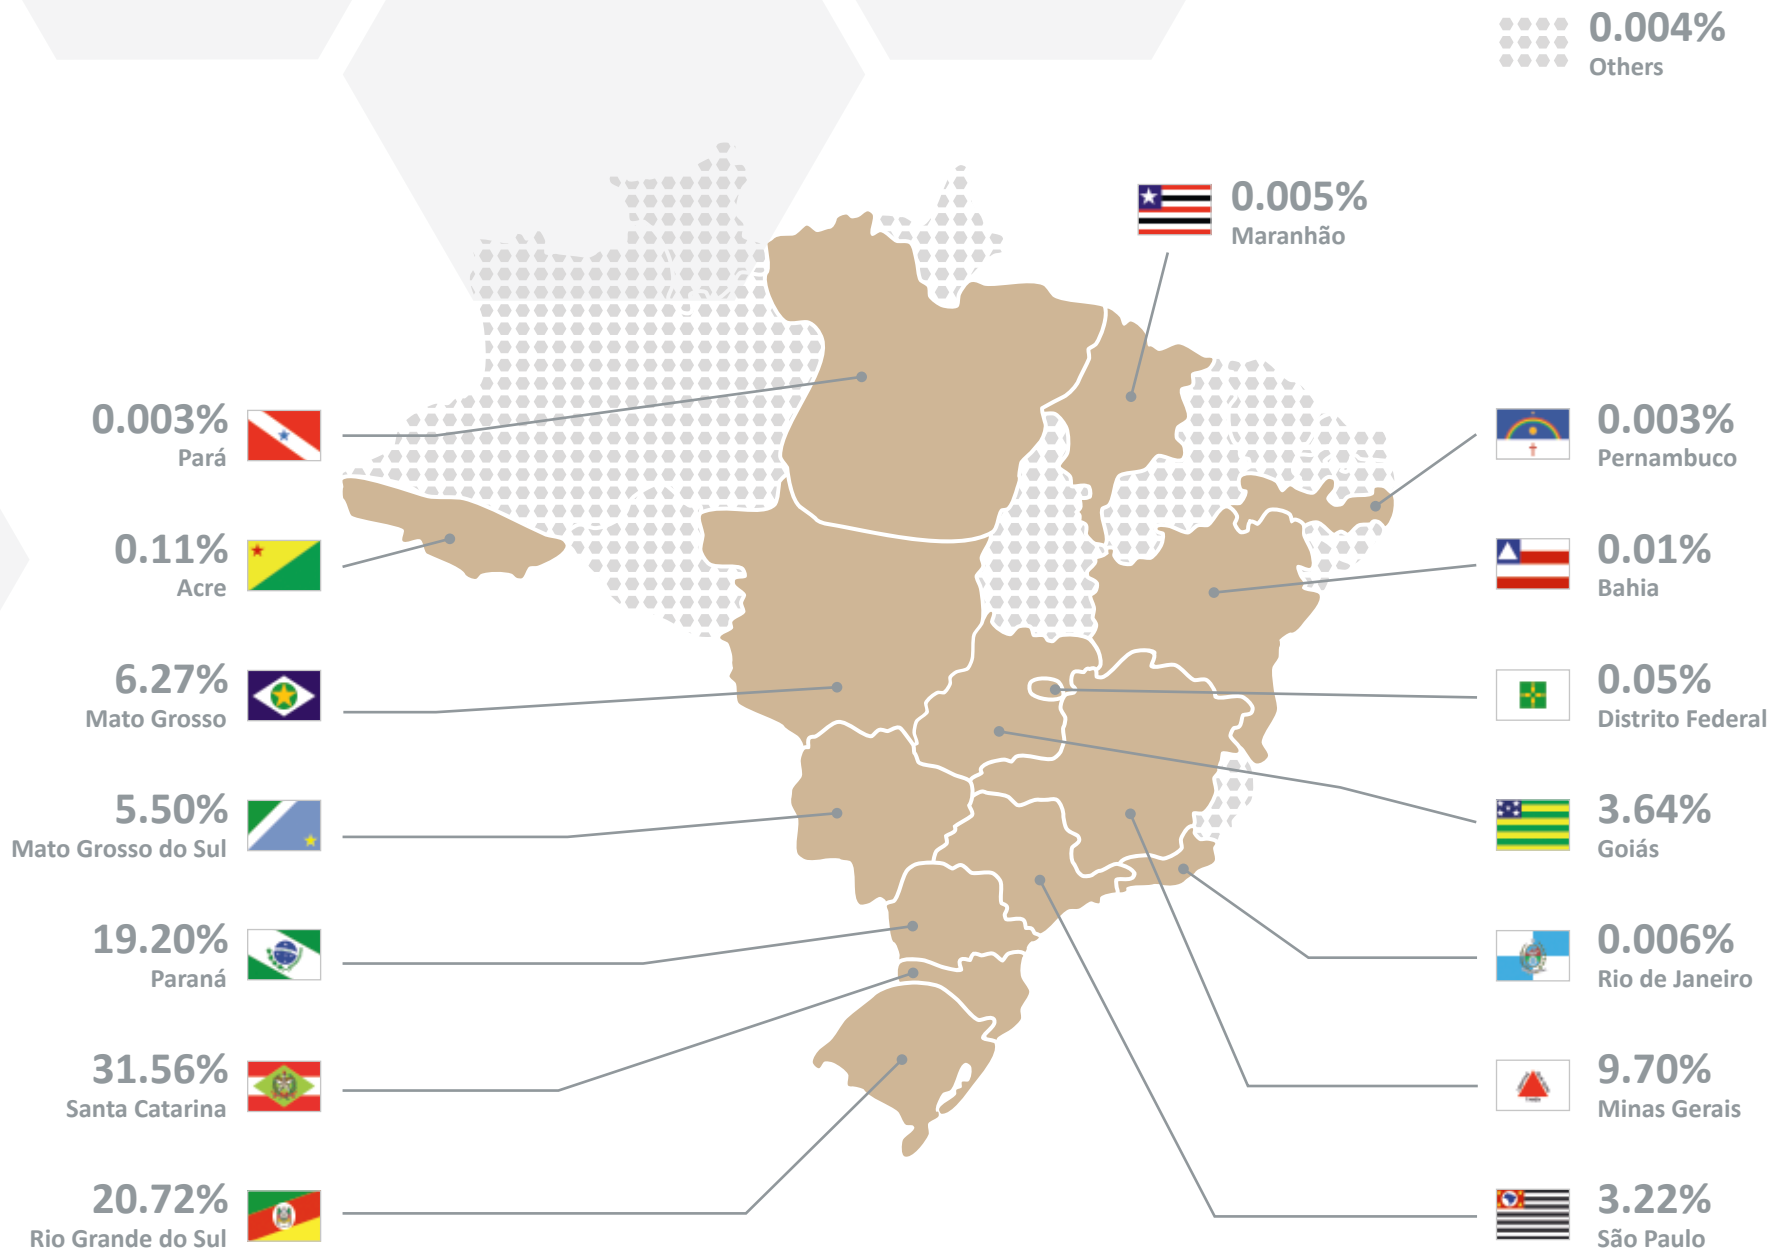 0.004%
Others
0.005%
Maranhão
0.003%
Pará
0.11%
Acre
6.27%
Mato Grosso
5.50%
Mato Grosso do Sul
19.20%
Paraná
31.56%
Santa Catarina
20.72%
Rio Grande do Sul
0.003%
Pernambuco
0.01%
Bahia
0.05%
Distrito Federal
3.64%
Goiás
0.006%
Rio de Janeiro
9.70%
Minas Gerais
3.22%
São Paulo